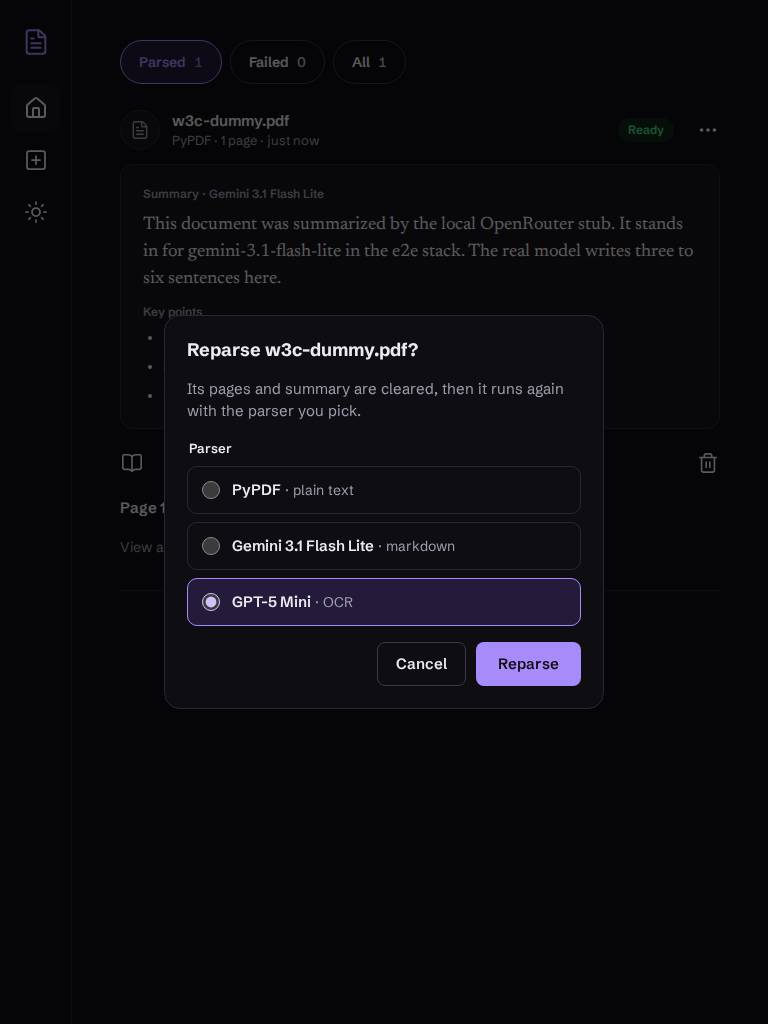 Parsed 1
Failed 0
All 1
w3c-dummy.pdf
PyPDF · 1 page · just now
Ready
Summary · Gemini 3.1 Flash Lite
This document was summarized by the local OpenRouter stub. It stands
in for gemini-3.1-flash-lite in the e2e stack. The real model writes three to
six sentences here.
Key points
Reparse w3c-dummy.pdf?
Its pages and summary are cleared, then it runs again
with the parser you pick.
Parser
PyPDF · plain text
Gemini 3.1 Flash Lite · markdown
GPT-5 Mini · OCR
Page 1
View a
Cancel
Reparse